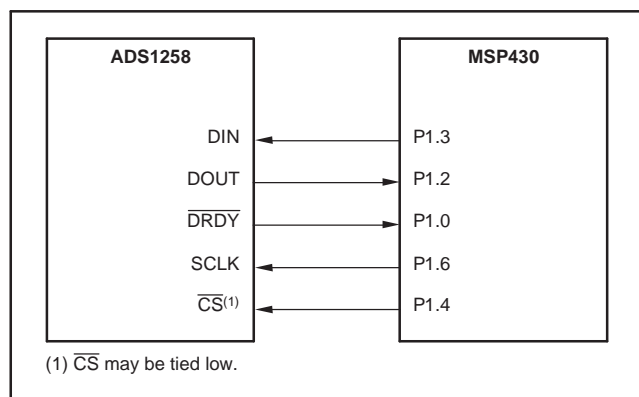 ADS1258 MSP430
DIN P1.3
DOUT P1.2
DRDY P1.0
SCLK P1.6
CS(1) P1.4
(1) CS may be tied low.